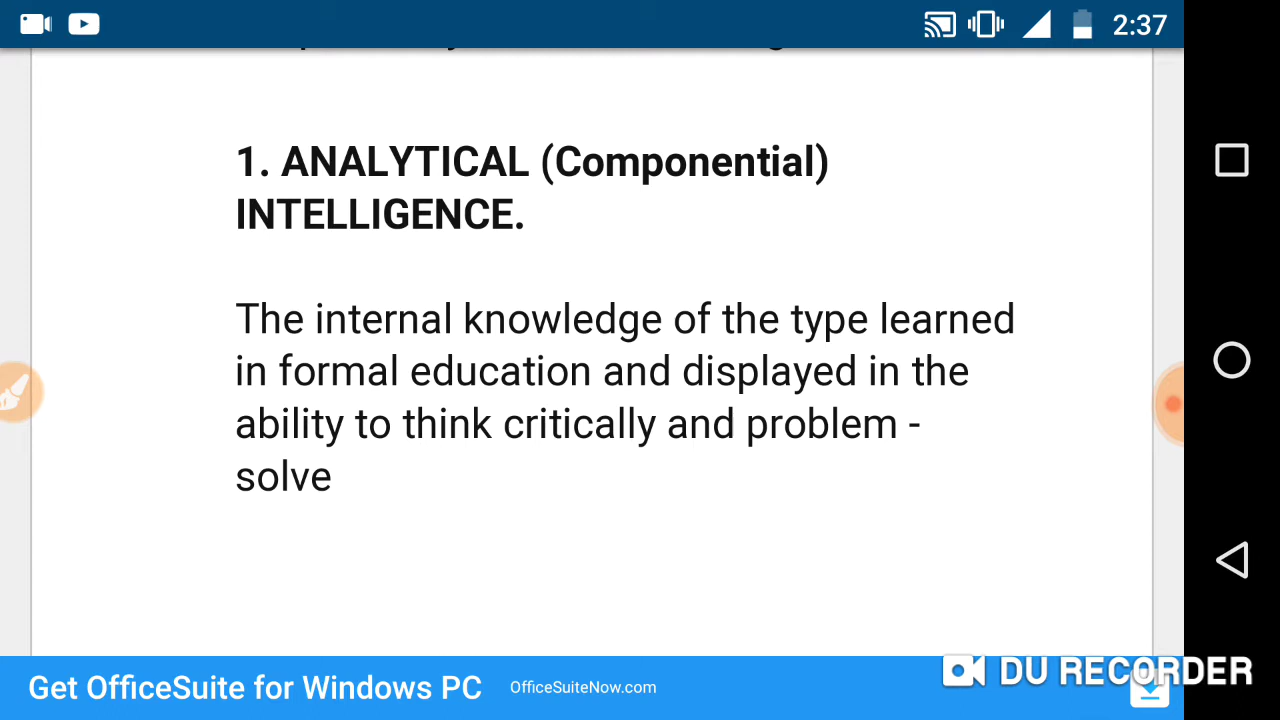 2:37
1. ANALYTICAL (Componential)
INTELLIGENCE.
The internal knowledge of the type learned
in formal education and displayed in the
ability to think critically and problem -
solve
Get OfficeSuite for Windows PC OfficeSuiteNow.com
DU RECORDER